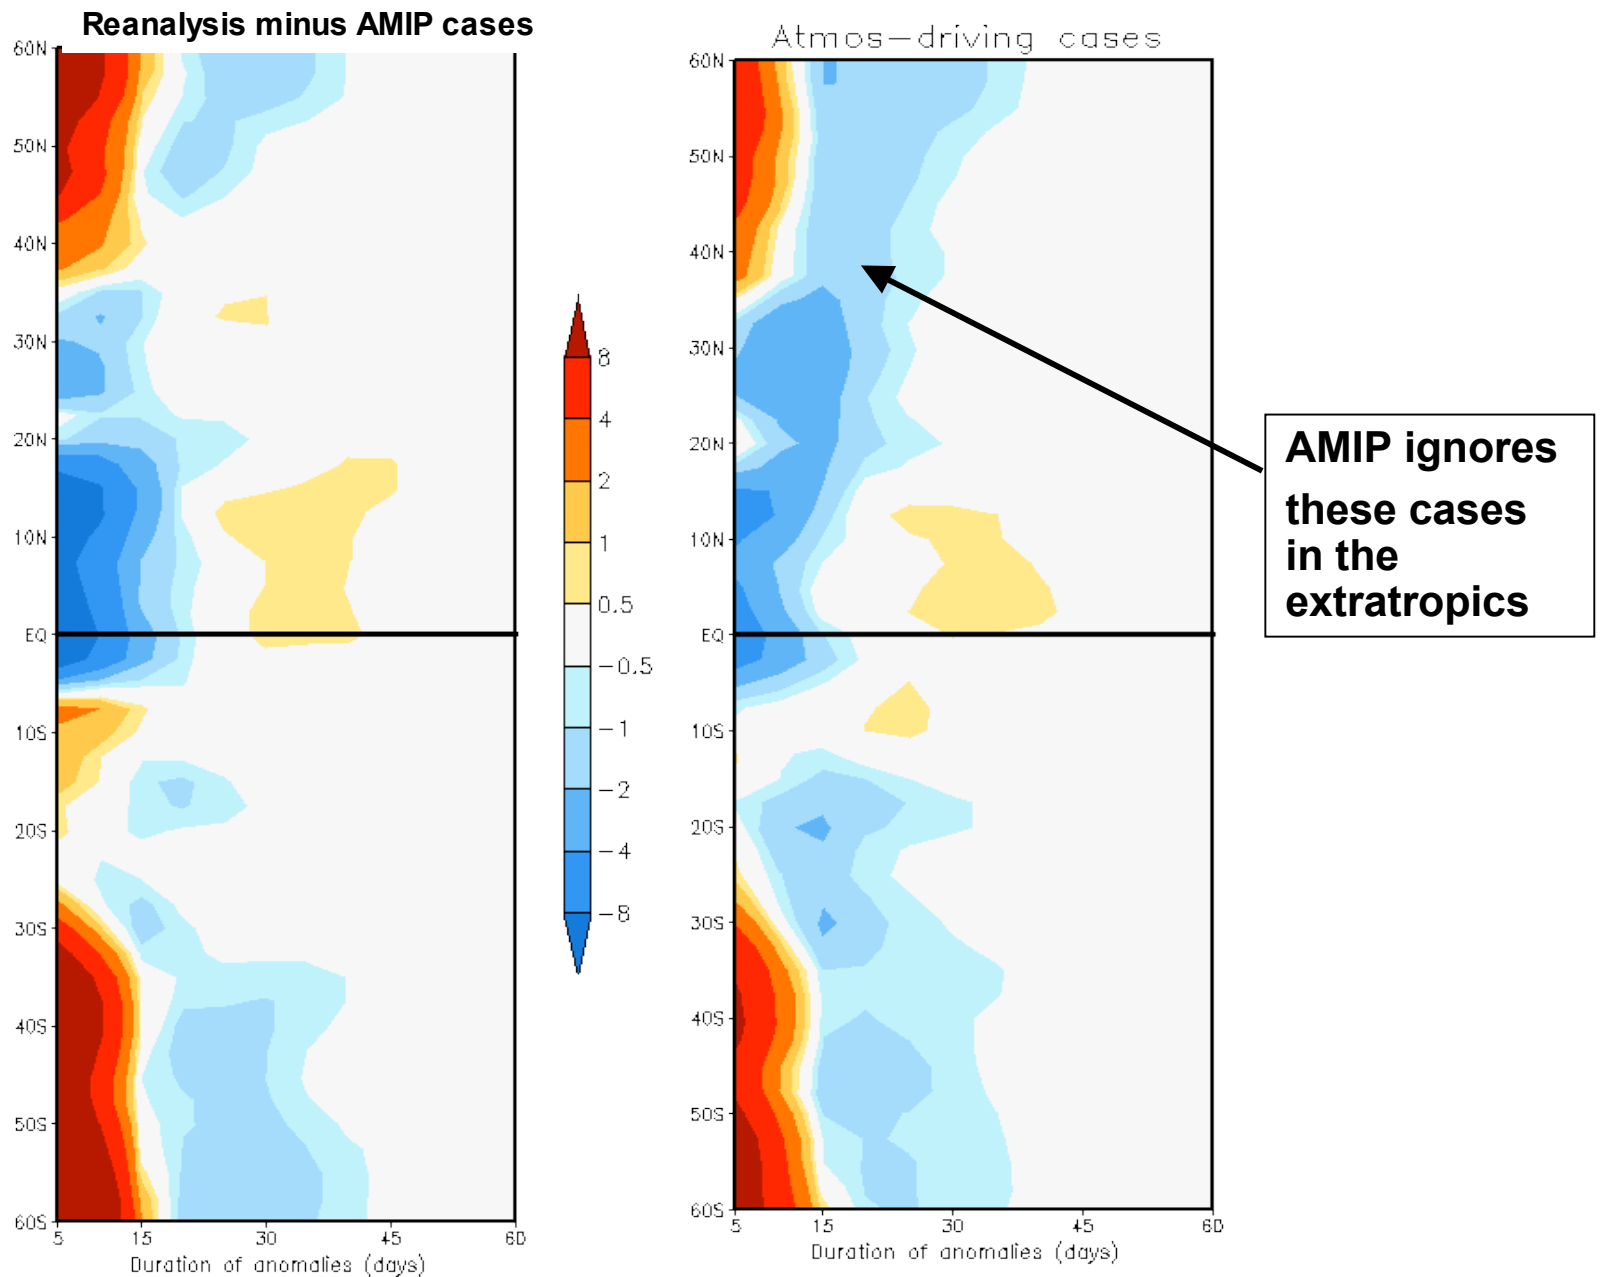 Reanalysis minus AMIP cases
60N
50N
40N
30N
20N
10N
EQ
10S
20S
30S
40S
50S
60S
5 15 30 45 60
Duration of anomalies (days)
8
4
2
1
0.5
−0.5
−1
−2
−4
−8
Atmos−driving cases
60N
50N
40N
30N
20N
10N
EQ
10S
20S
30S
40S
50S
60S
5 15 30 45 60
Duration of anomalies (days)
AMIP ignores
these cases
in the
extratropics